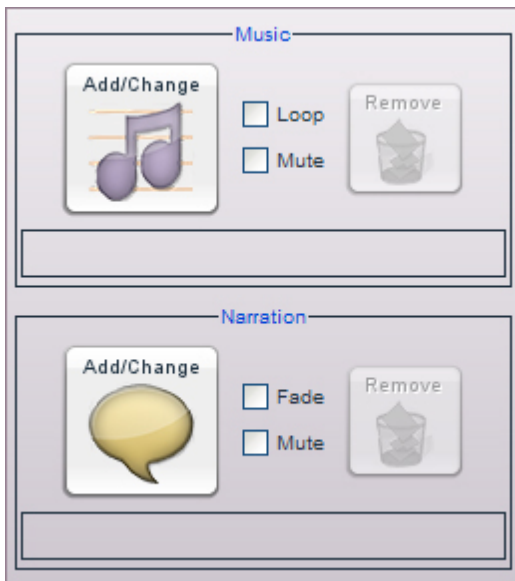 Music
Add/Change
Remove
Loop
Mute
Narration
Add/Change
Remove
Fade
Mute